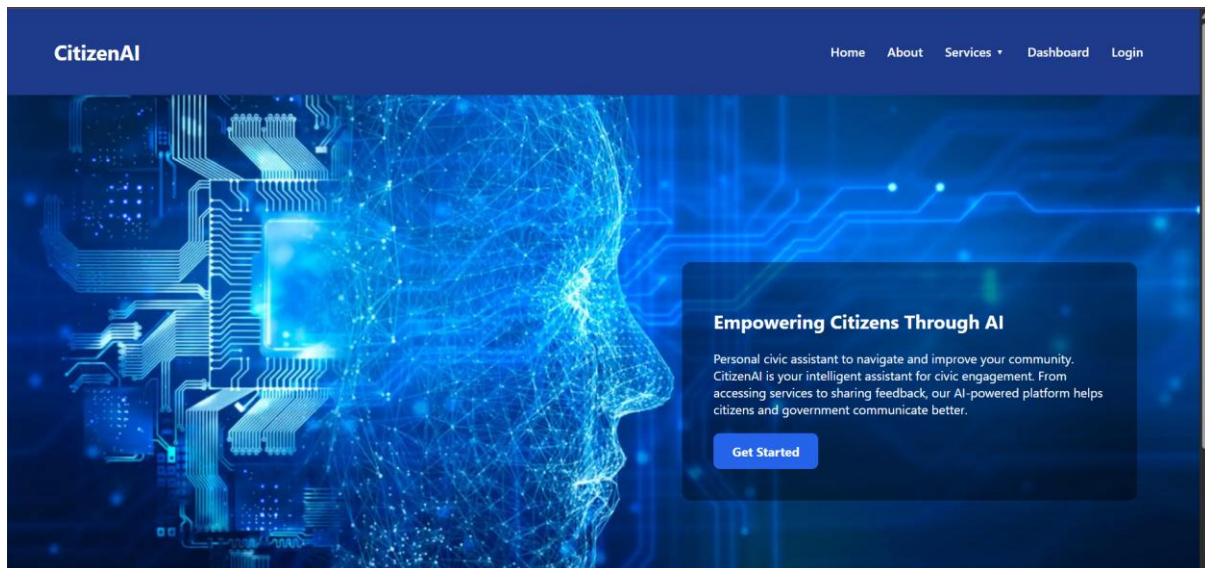 CitizenAI
Home About Services ▾ Dashboard Login
Empowering Citizens Through AI
Personal civic assistant to navigate and improve your community.
CitizenAI is your intelligent assistant for civic engagement. From
accessing services to sharing feedback, our AI-powered platform helps
citizens and government communicate better.
Get Started